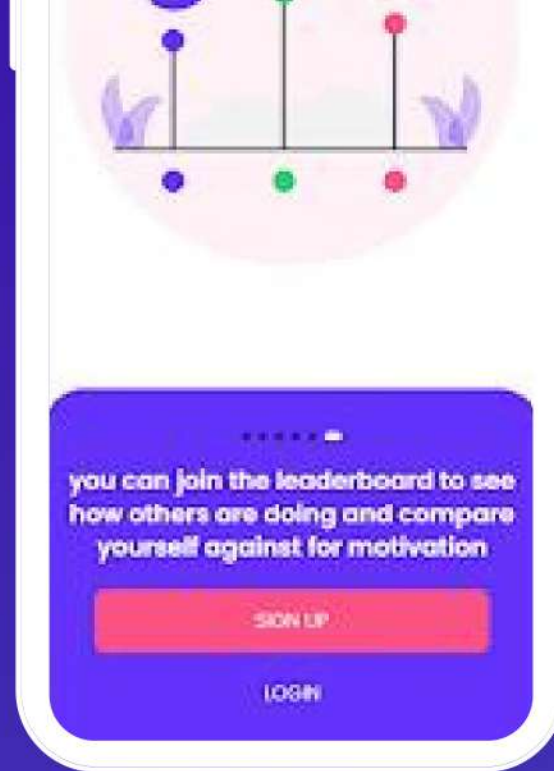 you can join the leaderboard to see
how others are doing and compare
yourself against for motivation
SIGN UP
LOGIN